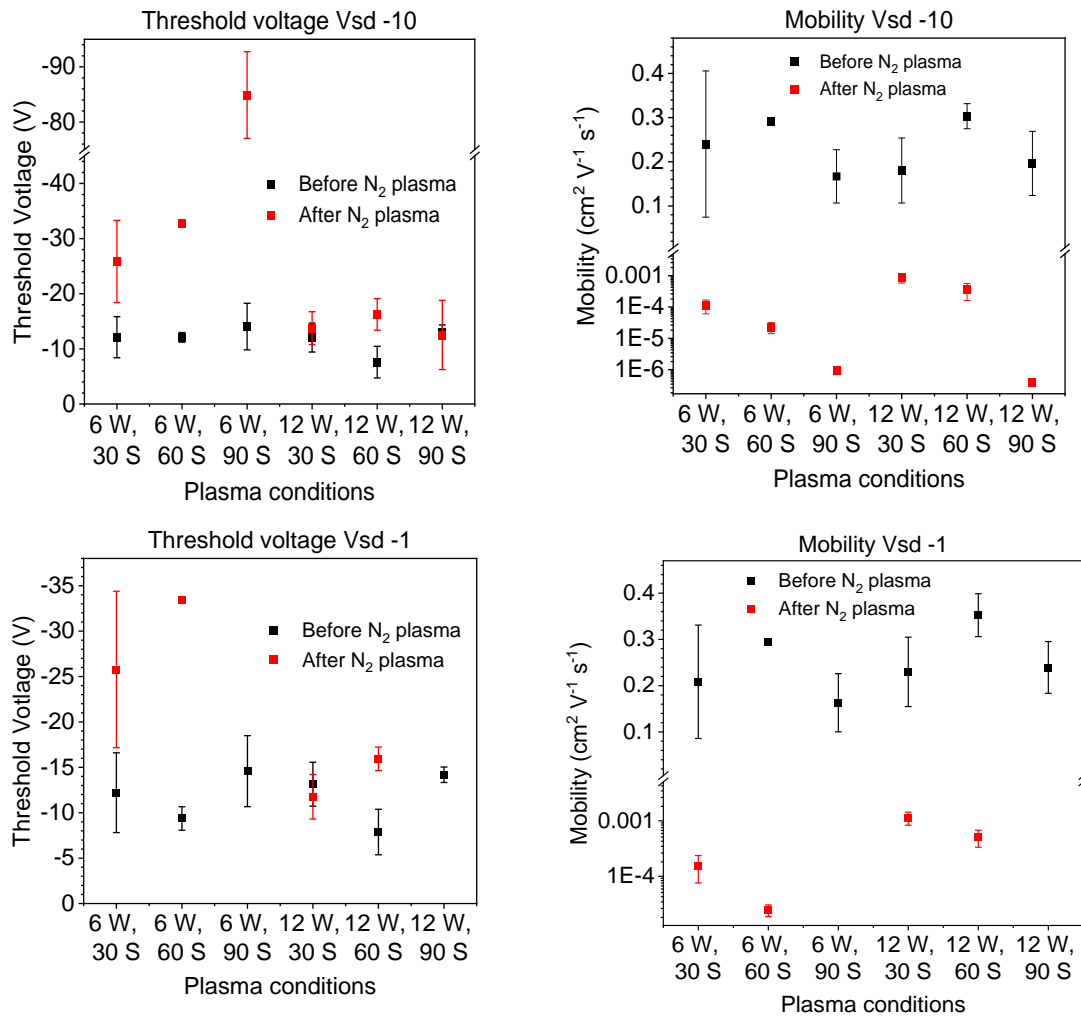 Threshold voltage Vsd -10
Threshold Votlage (V)
-90
-80
-40
-30
-20
-10
0
Before N₂ plasma
After N₂ plasma
6 W, 6 W, 6 W, 12 W, 12 W, 12 W,
30 S 60 S 90 S 30 S 60 S 90 S
Plasma conditions
Mobility Vsd -10
Mobility (cm² V⁻¹ s⁻¹)
0.4
0.3
0.2
0.1
0.001
1E-4
1E-5
1E-6
Before N₂ plasma
After N₂ plasma
6 W, 6 W, 6 W, 12 W, 12 W, 12 W,
30 S 60 S 90 S 30 S 60 S 90 S
Plasma conditions
Threshold voltage Vsd -1
Threshold Votlage (V)
-35
-30
-25
-20
-15
-10
-5
0
Before N₂ plasma
After N₂ plasma
6 W, 6 W, 6 W, 12 W, 12 W, 12 W,
30 S 60 S 90 S 30 S 60 S 90 S
Plasma conditions
Mobility Vsd -1
Mobility (cm² V⁻¹ s⁻¹)
0.4
0.3
0.2
0.1
0.001
1E-4
Before N₂ plasma
After N₂ plasma
6 W, 6 W, 6 W, 12 W, 12 W, 12 W,
30 S 60 S 90 S 30 S 60 S 90 S
Plasma conditions